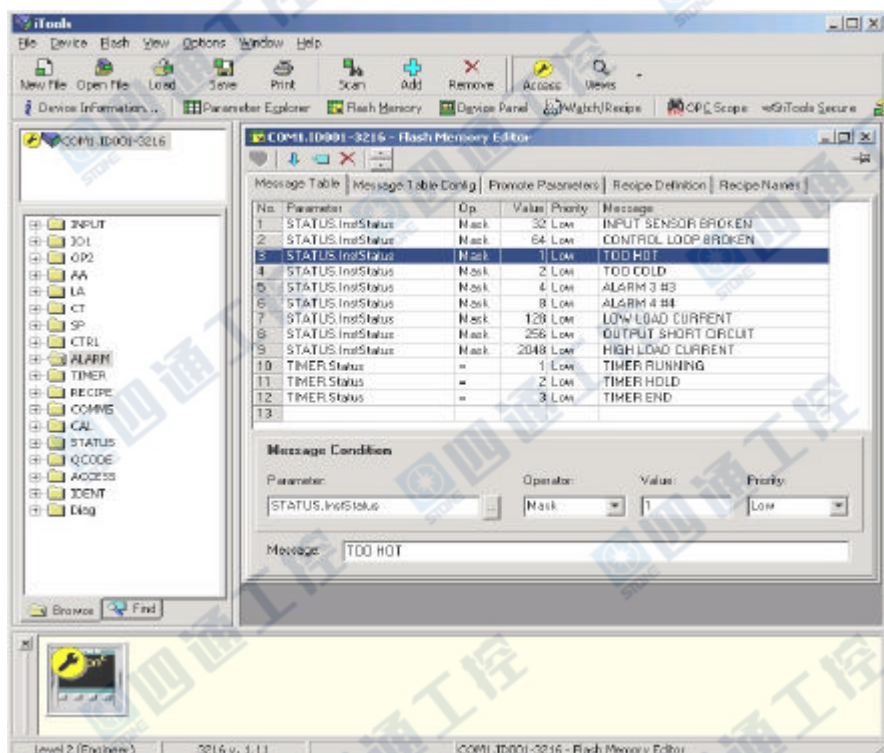 iTools
File Device Flash View Options Window Help
New File Open File Load Save Print Scan Add Remove Access Views
Device Information... Parameter Explorer Flash Memory Device Panel Watch/Recipe OPC Scope iTools Secure
COM1.ID001-3216
COM1.ID001-3216 - Flash Memory Editor
Message Table Message Table Config Promote Parameters Recipe Definition Recipe Names
No. Parameter Op. Value Priority Message
1 STATUS.InstStatus Mask 32 Low INPUT SENSOR BROKEN
2 STATUS.InstStatus Mask 64 Low CONTROL LOOP BROKEN
3 STATUS.InstStatus Mask 1 Low TOO HOT
4 STATUS.InstStatus Mask 2 Low TOO COLD
5 STATUS.InstStatus Mask 4 Low ALARM 3 #3
6 STATUS.InstStatus Mask 8 Low ALARM 4 #4
7 STATUS.InstStatus Mask 128 Low LOW LOAD CURRENT
8 STATUS.InstStatus Mask 256 Low OUTPUT SHORT CIRCUIT
9 STATUS.InstStatus Mask 2048 Low HIGH LOAD CURRENT
10 TIMER.Status = 1 Low TIMER RUNNING
11 TIMER.Status = 2 Low TIMER HOLD
12 TIMER.Status = 3 Low TIMER END
13
INPUT
IO1
OP2
AA
LA
CT
SP
CTRL
ALARM
TIMER
RECIPE
COMMS
CAL
STATUS
QCODE
ACCESS
IDENT
Diag
Message Condition
Parameter: Operator: Value: Priority:
STATUS.InstStatus ... Mask 1 Low
Message: TOO HOT
Browse Find
Level 2 (Engineer) 3216 v. 1.11 COM1.ID001-3216 - Flash Memory Editor
四通工控
STONE